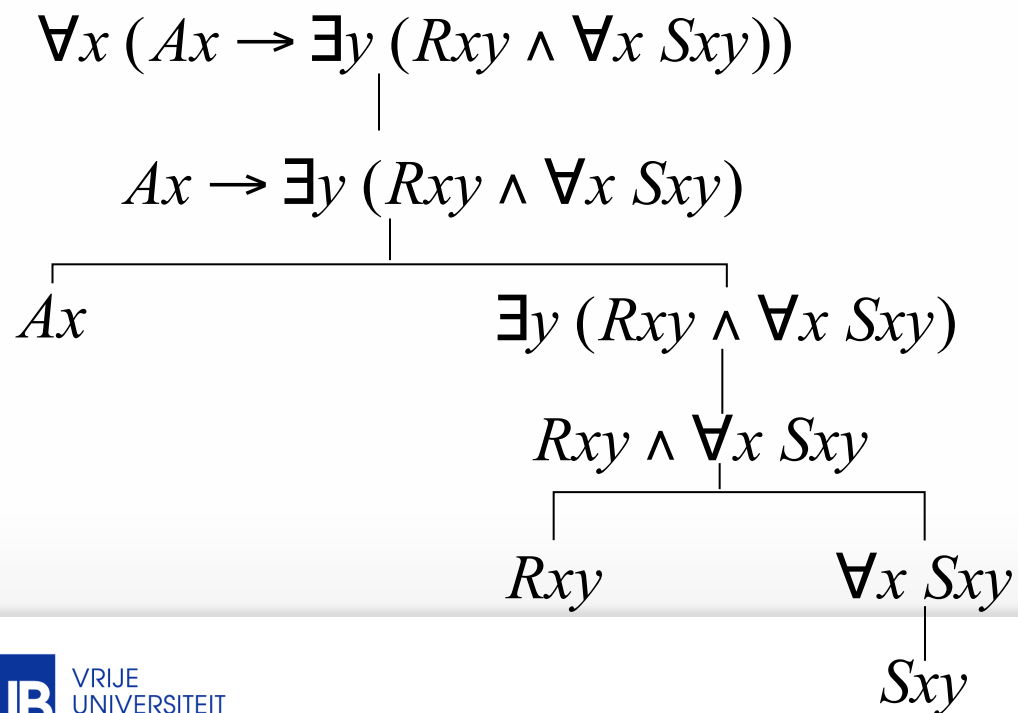 ∀x (Ax → ∃y (Rxy ∧ ∀x Sxy))
Ax → ∃y (Rxy ∧ ∀x Sxy)
Ax ∃y (Rxy ∧ ∀x Sxy)
Rxy ∧ ∀x Sxy
Rxy ∀x Sxy
Sxy
VRIJE
UNIVERSITEIT